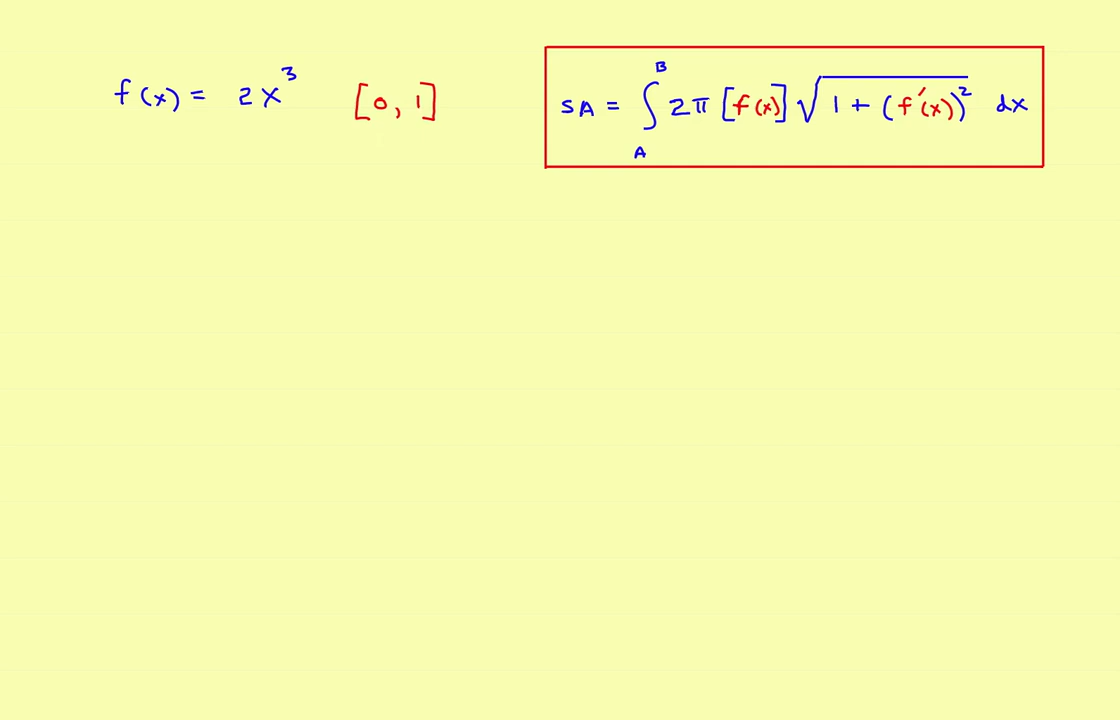 f(x) = 2x³ [0, 1]
SA = ∫_A^B 2π [f(x)] √(1 + (f′(x))²) dx